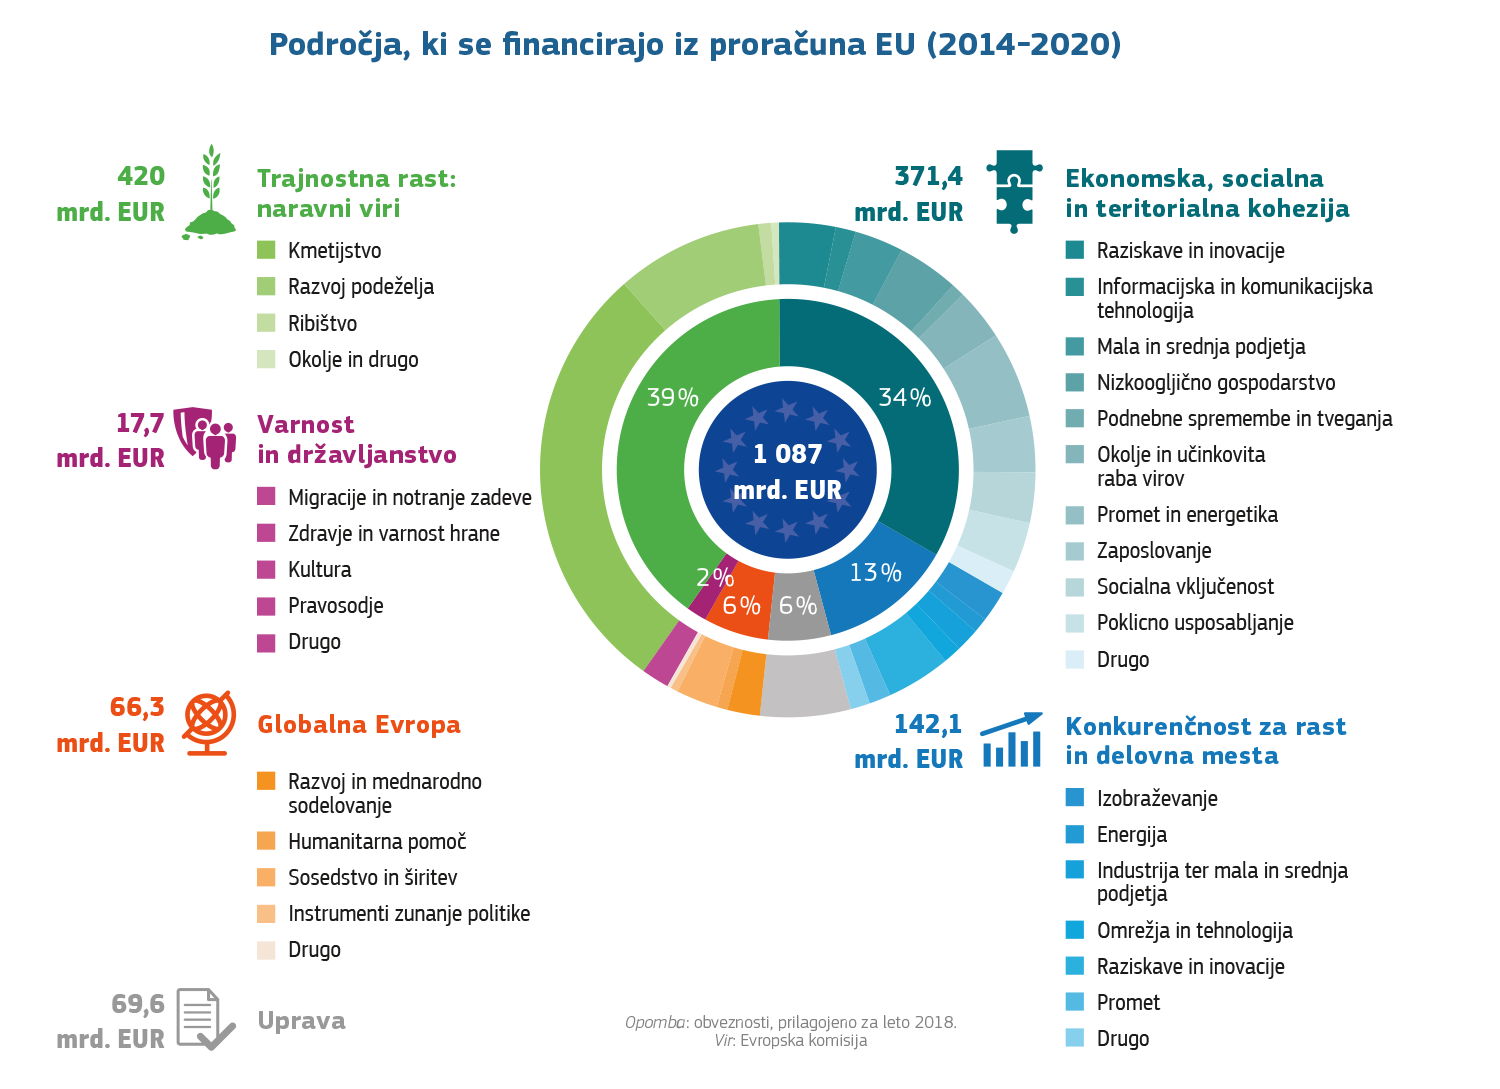 Področja, ki se financirajo iz proračuna EU (2014–2020)
420
mrd. EUR
Trajnostna rast:
naravni viri
Kmetijstvo
Razvoj podeželja
Ribištvo
Okolje in drugo
17,7
mrd. EUR
Varnost
in državljanstvo
Migracije in notranje zadeve
Zdravje in varnost hrane
Kultura
Pravosodje
Drugo
66,3
mrd. EUR
Globalna Evropa
Razvoj in mednarodno
sodelovanje
Humanitarna pomoč
Sosedstvo in širitev
Instrumenti zunanje politike
Drugo
69,6
mrd. EUR
Uprava
39%
34%
1 087
mrd. EUR
2%
6%
6%
13%
371,4
mrd. EUR
Ekonomska, socialna
in teritorialna kohezija
Raziskave in inovacije
Informacijska in komunikacijska
tehnologija
Mala in srednja podjetja
Nizkoogljično gospodarstvo
Podnebne spremembe in tveganja
Okolje in učinkovita
raba virov
Promet in energetika
Zaposlovanje
Socialna vključenost
Poklicno usposabljanje
Drugo
142,1
mrd. EUR
Konkurenčnost za rast
in delovna mesta
Izobraževanje
Energija
Industrija ter mala in srednja
podjetja
Omrežja in tehnologija
Raziskave in inovacije
Promet
Drugo
Opomba: obveznosti, prilagojeno za leto 2018.
Vir: Evropska komisija